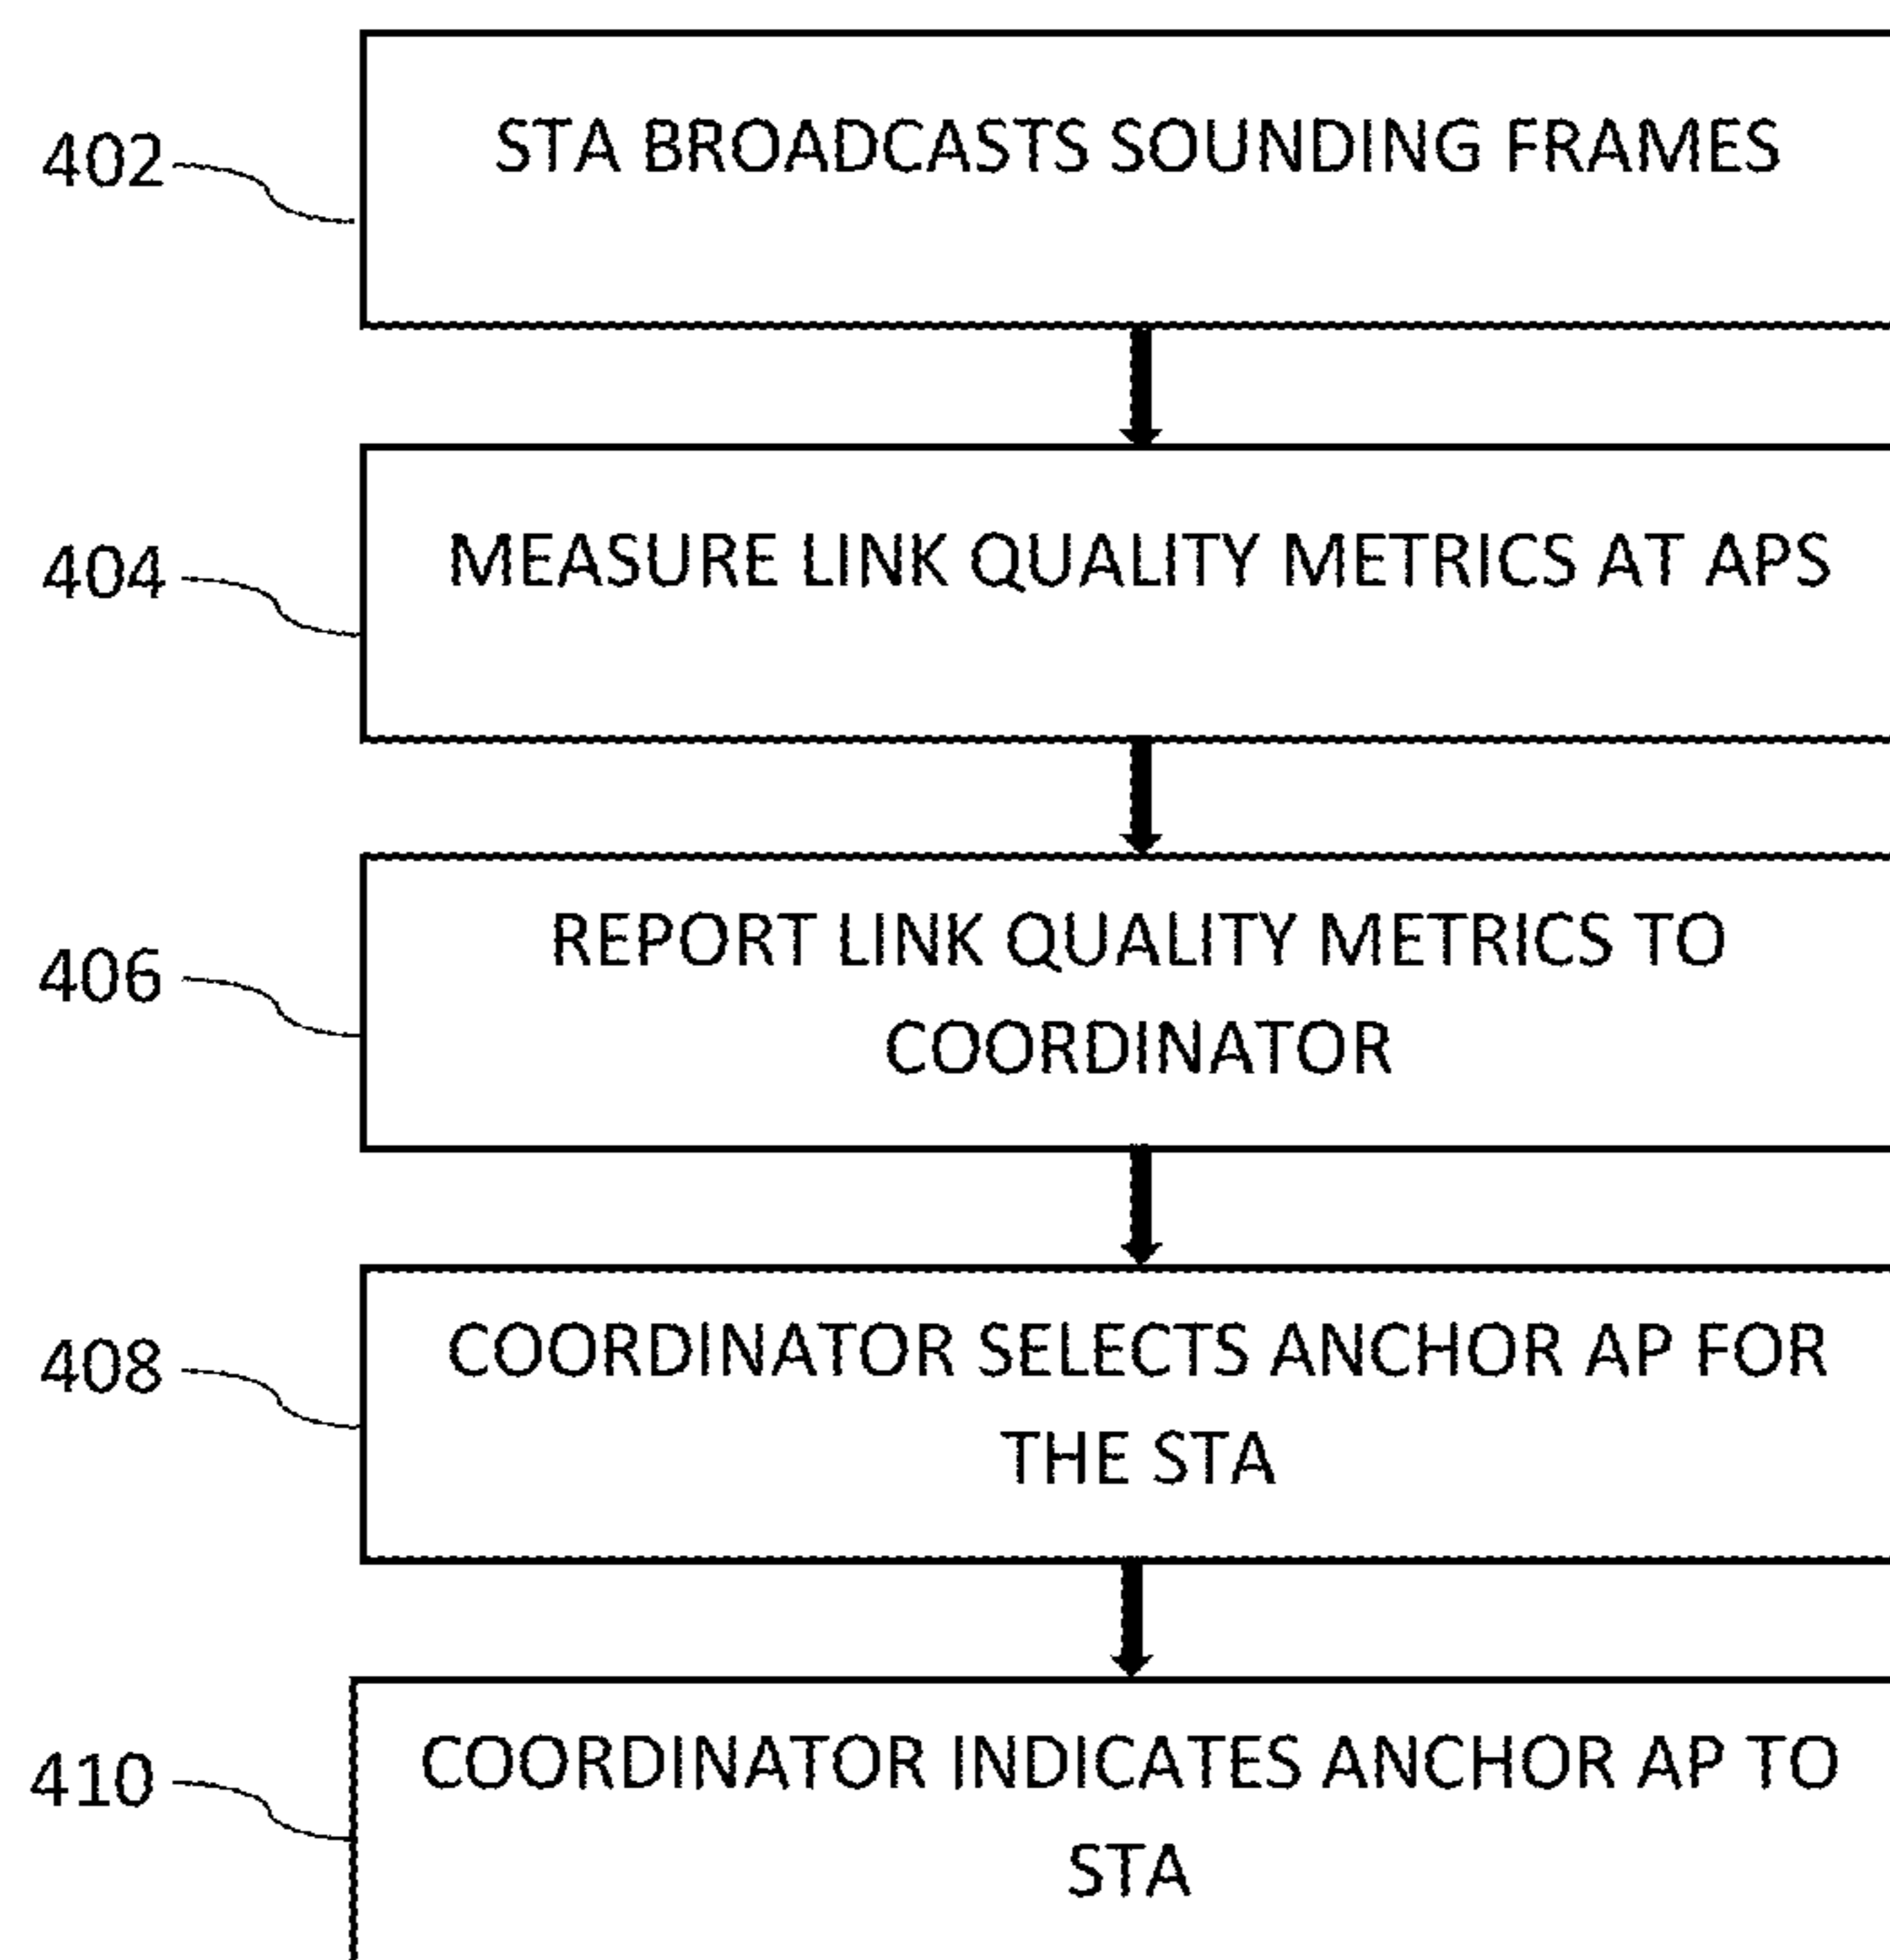 402
STA BROADCASTS SOUNDING FRAMES
404
MEASURE LINK QUALITY METRICS AT APS
406
REPORT LINK QUALITY METRICS TO
COORDINATOR
408
COORDINATOR SELECTS ANCHOR AP FOR
THE STA
410
COORDINATOR INDICATES ANCHOR AP TO
STA